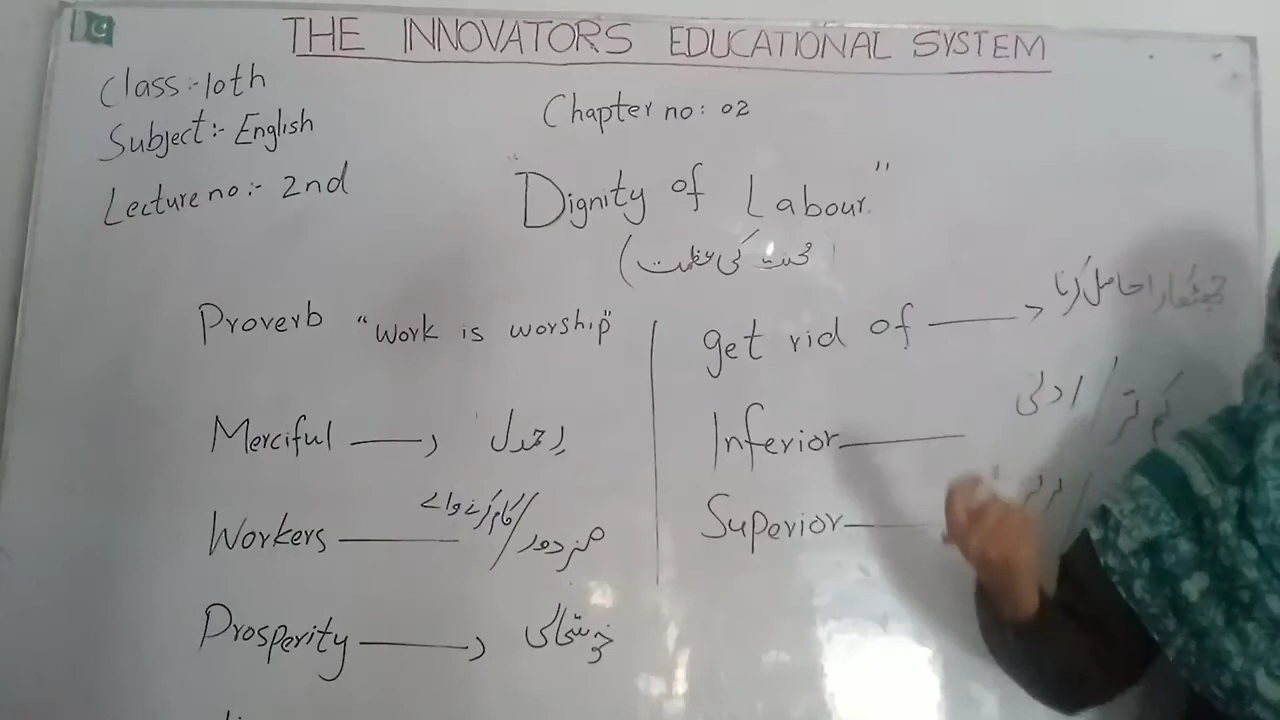 THE INNOVATORS EDUCATIONAL SYSTEM
Class :- 10th
Subject :- English
Lecture no :- 2nd
Chapter no: 02
"Dignity of Labour."
(محنت کی عظمت)
Proverb "Work is worship"
Merciful رحمدل
Workers مزدور/کام کرنے والے
Prosperity خوشحالی
get rid of چھٹکارا حاصل کرنا
Inferior کم تر / ادنی
Superior